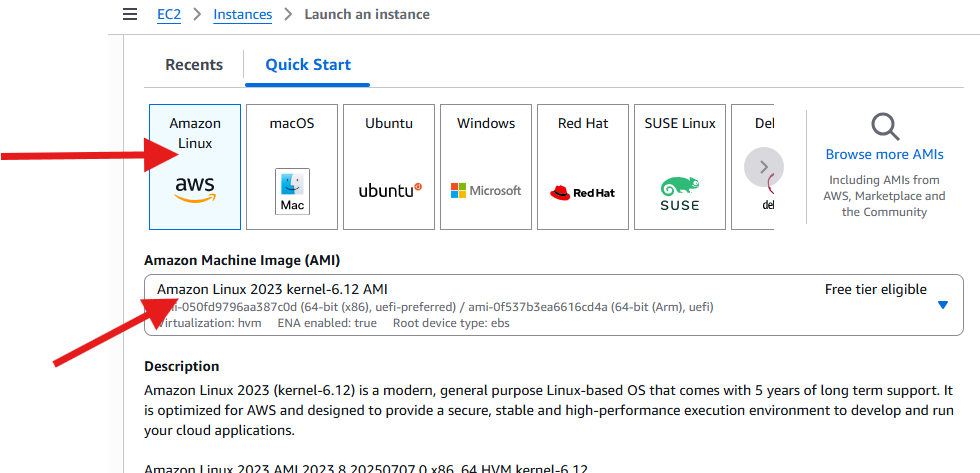 EC2 > Instances > Launch an instance
Recents
Quick Start
Amazon
Linux
aws
macOS
Mac
Ubuntu
ubuntu
Windows
Microsoft
Red Hat
Red Hat
SUSE Linux
SUSE
Browse more AMIs
Including AMIs from
AWS, Marketplace and
the Community
Amazon Machine Image (AMI)
Amazon Linux 2023 kernel-6.12 AMI
Free tier eligible
-050fd9796aa387c0d (64-bit (x86), uefi-preferred) / ami-0f537b3ea6616cd4a (64-bit (Arm), uefi)
Virtualization: hvm ENA enabled: true Root device type: ebs
Description
Amazon Linux 2023 (kernel-6.12) is a modern, general purpose Linux-based OS that comes with 5 years of long term support. It
is optimized for AWS and designed to provide a secure, stable and high-performance execution environment to develop and run
your cloud applications.
Amazon Linux 2023 AMI 2023.8.20250707.0 x86_64 HVM kernel-6.12